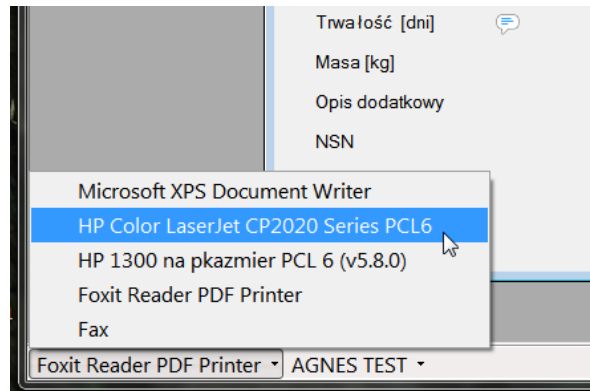 Trwałość [dni]
Masa [kg]
Opis dodatkowy
NSN
Microsoft XPS Document Writer
HP Color LaserJet CP2020 Series PCL6
HP 1300 na pkazmier PCL 6 (v5.8.0)
Foxit Reader PDF Printer
Fax
Foxit Reader PDF Printer AGNES TEST